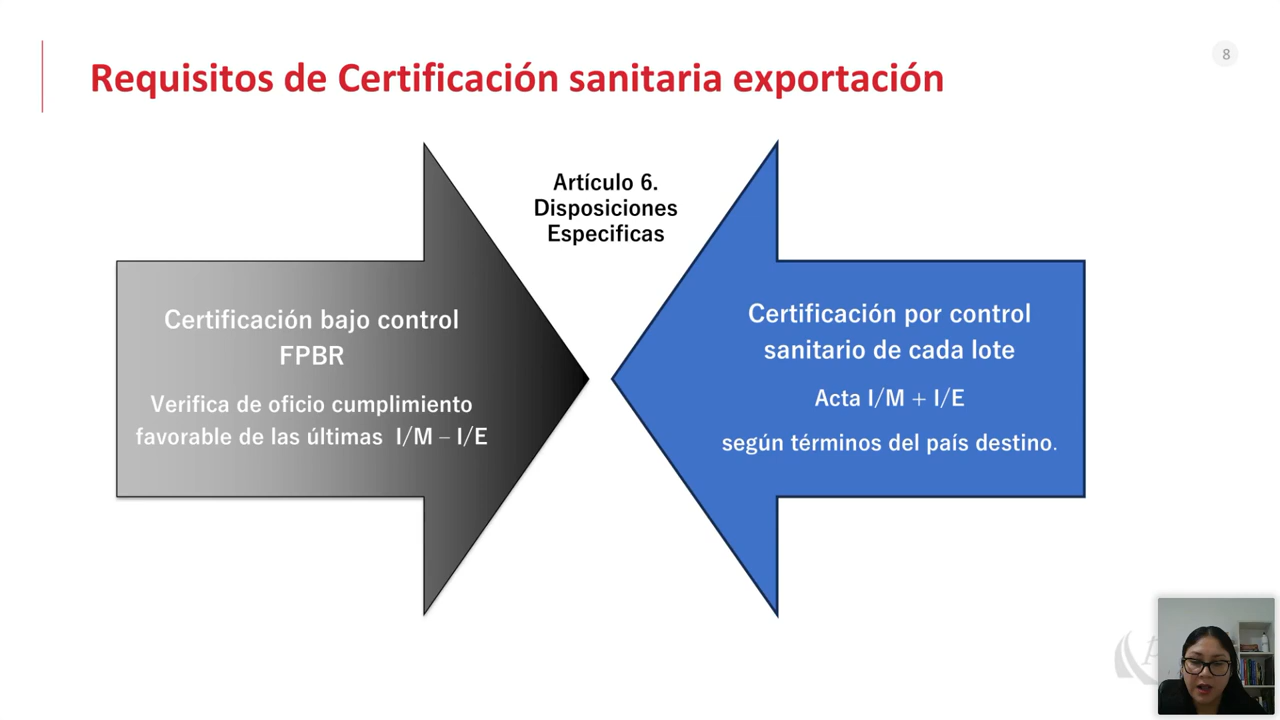 8
Requisitos de Certificación sanitaria exportación
Artículo 6.
Disposiciones
Especificas
Certificación bajo control
FPBR
Verifica de oficio cumplimiento
favorable de las últimas I/M – I/E
Certificación por control
sanitario de cada lote
Acta I/M + I/E
según términos del país destino.